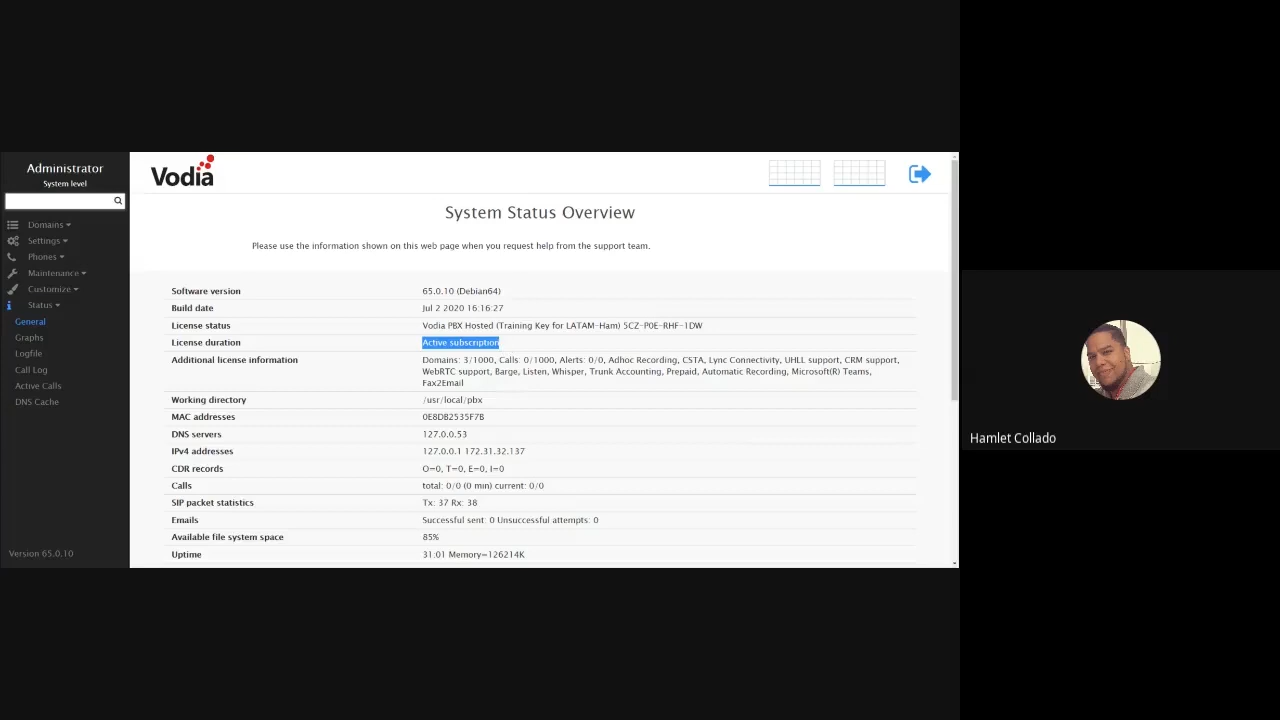 Administrator
System level
Domains
Settings
Phones
Maintenance
Customize
Status
General
Graphs
Logfile
Call Log
Active Calls
DNS Cache
Version 65.0.10
Vodia
System Status Overview
Please use the information shown on this web page when you request help from the support team.
Software version 65.0.10 (Debian64)
Build date Jul 2 2020 16:16:27
License status Vodia PBX Hosted (Training Key for LATAM-Ham) 5CZ-P0E-RHF-1DW
License duration Active subscription
Additional license information Domains: 3/1000, Calls: 0/1000, Alerts: 0/0, Adhoc Recording, CSTA, Lync Connectivity, UHLL support, CRM support,
WebRTC support, Barge, Listen, Whisper, Trunk Accounting, Prepaid, Automatic Recording, Microsoft(R) Teams,
Fax2Email
Working directory /usr/local/pbx
MAC addresses 0E8DB2535F7B
DNS servers 127.0.0.53
IPv4 addresses 127.0.0.1 172.31.32.137
CDR records O=0, T=0, E=0, I=0
Calls total: 0/0 (0 min) current: 0/0
SIP packet statistics Tx: 37 Rx: 38
Emails Successful sent: 0 Unsuccessful attempts: 0
Available file system space 85%
Uptime 31:01 Memory=126214K
Hamlet Collado